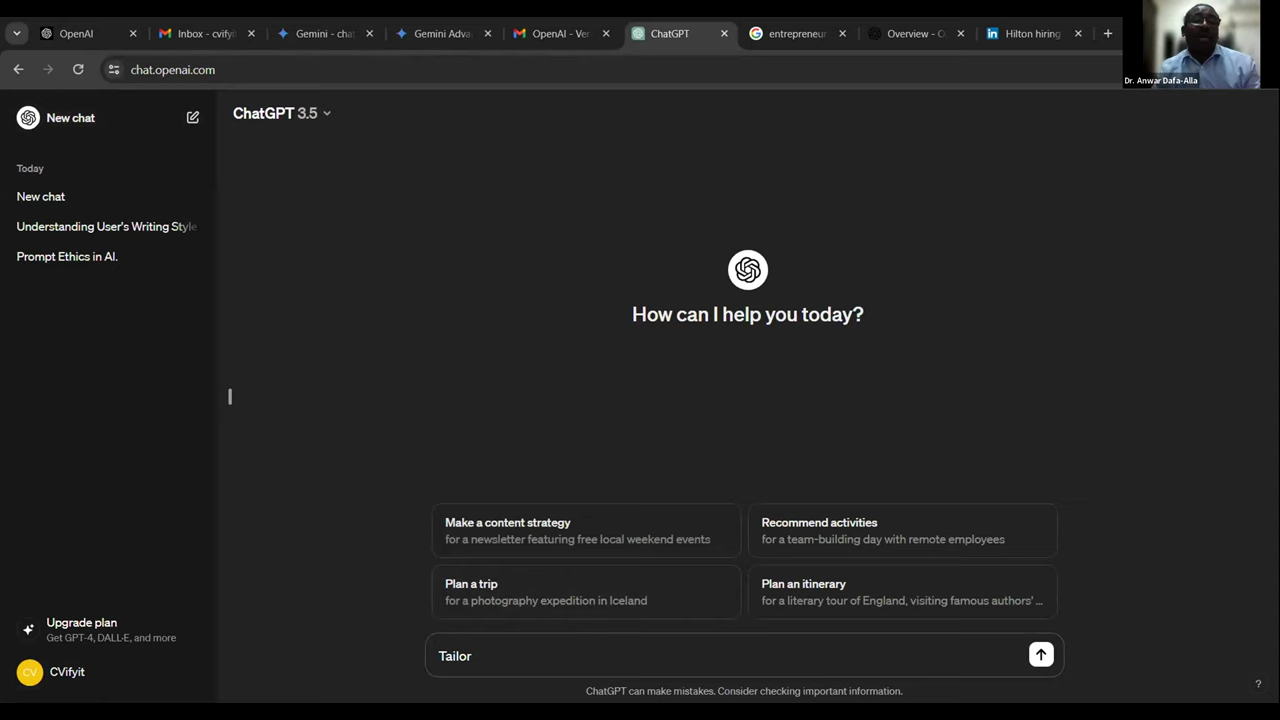 OpenAI
Inbox - cvifyi
Gemini - cha
Gemini Adva
OpenAI - Ver
ChatGPT
entrepreneur
Overview - O
Hilton hiring
chat.openai.com
Dr. Anwar Dafa-Alla
New chat
ChatGPT 3.5
Today
New chat
Understanding User's Writing Style
Prompt Ethics in AI.
How can I help you today?
Make a content strategy
for a newsletter featuring free local weekend events
Recommend activities
for a team-building day with remote employees
Plan a trip
for a photography expedition in Iceland
Plan an itinerary
for a literary tour of England, visiting famous authors' ...
Upgrade plan
Get GPT-4, DALL·E, and more
Tailor
CV
CVifyit
ChatGPT can make mistakes. Consider checking important information.
?